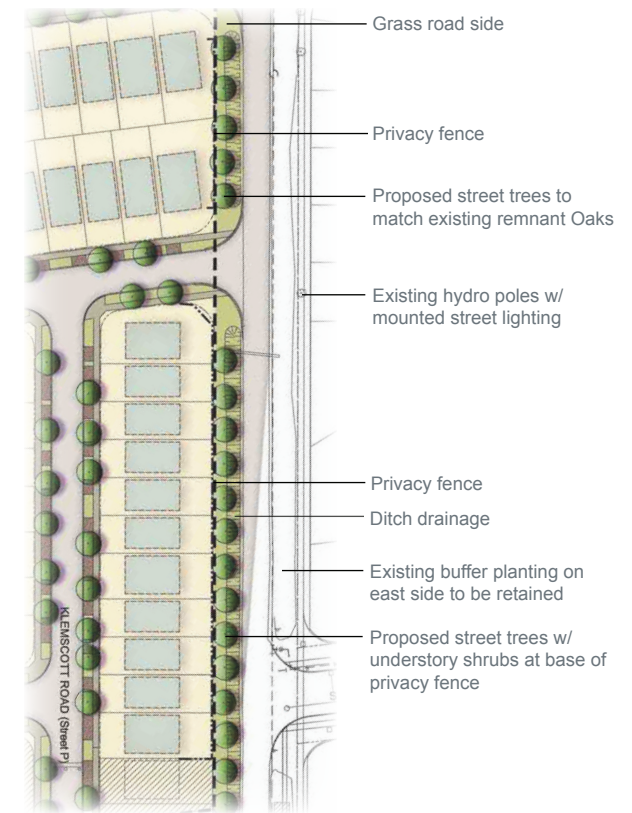 Grass road side
Privacy fence
Proposed street trees to
match existing remnant Oaks
Existing hydro poles w/
mounted street lighting
Privacy fence
Ditch drainage
Existing buffer planting on
east side to be retained
Proposed street trees w/
understory shrubs at base of
privacy fence
KLEMSCOTT ROAD (Street P)